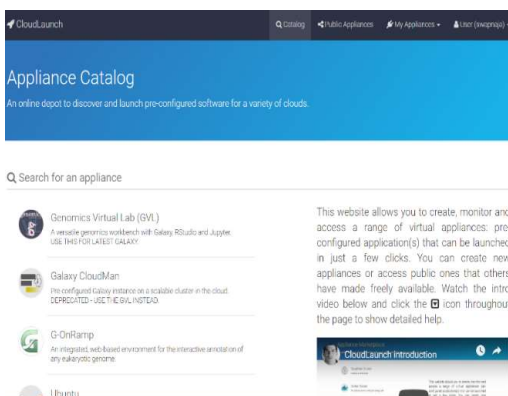 CloudLaunch
Catalog
Public Appliances
My Appliances
User (swapnaja)
Appliance Catalog
An online depot to discover and launch pre-configured software for a variety of clouds.
Search for an appliance
Genomics Virtual Lab (GVL)
A versatile genomics workbench with Galaxy, RStudio and Jupyter.
USE THIS FOR LATEST GALAXY
Galaxy CloudMan
Pre-configured Galaxy instance on a scalable cluster in the cloud.
DEPRECATED - USE THE GVL INSTEAD
G-OnRamp
An integrated, web-based environment for the interactive annotation of
any eukaryotic genome.
Ubuntu
This website allows you to create, monitor and
access a range of virtual appliances: pre
configured application(s) that can be launched
in just a few clicks. You can create new
appliances or access public ones that others
have made freely available. Watch the intro
video below and click the icon throughout
the page to show detailed help.
CloudLaunch introduction